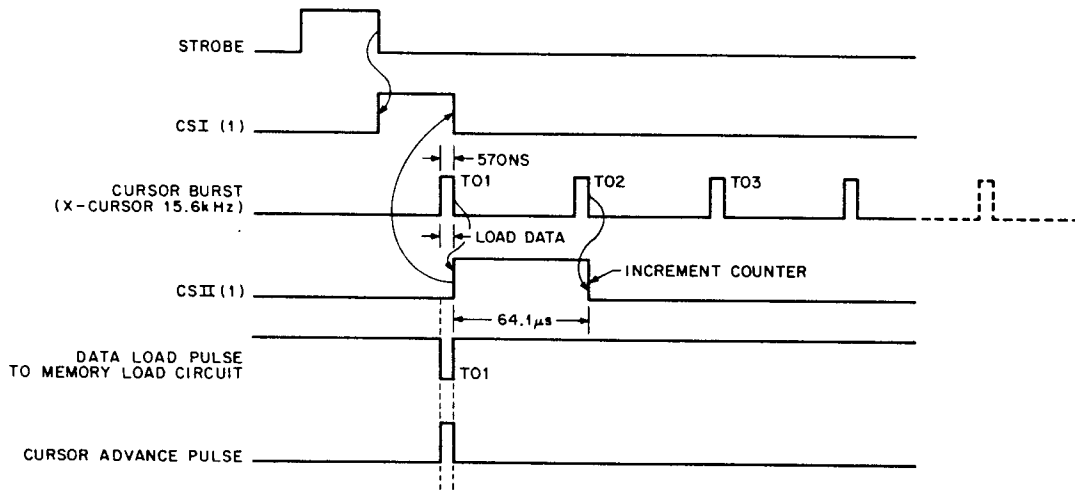 STROBE
CSI (1)
570NS
CURSOR BURST
(X-CURSOR 15.6kHz)
TO1
TO2
TO3
LOAD DATA
INCREMENT COUNTER
CSII (1)
64.1µs
DATA LOAD PULSE
TO MEMORY LOAD CIRCUIT
TO1
CURSOR ADVANCE PULSE